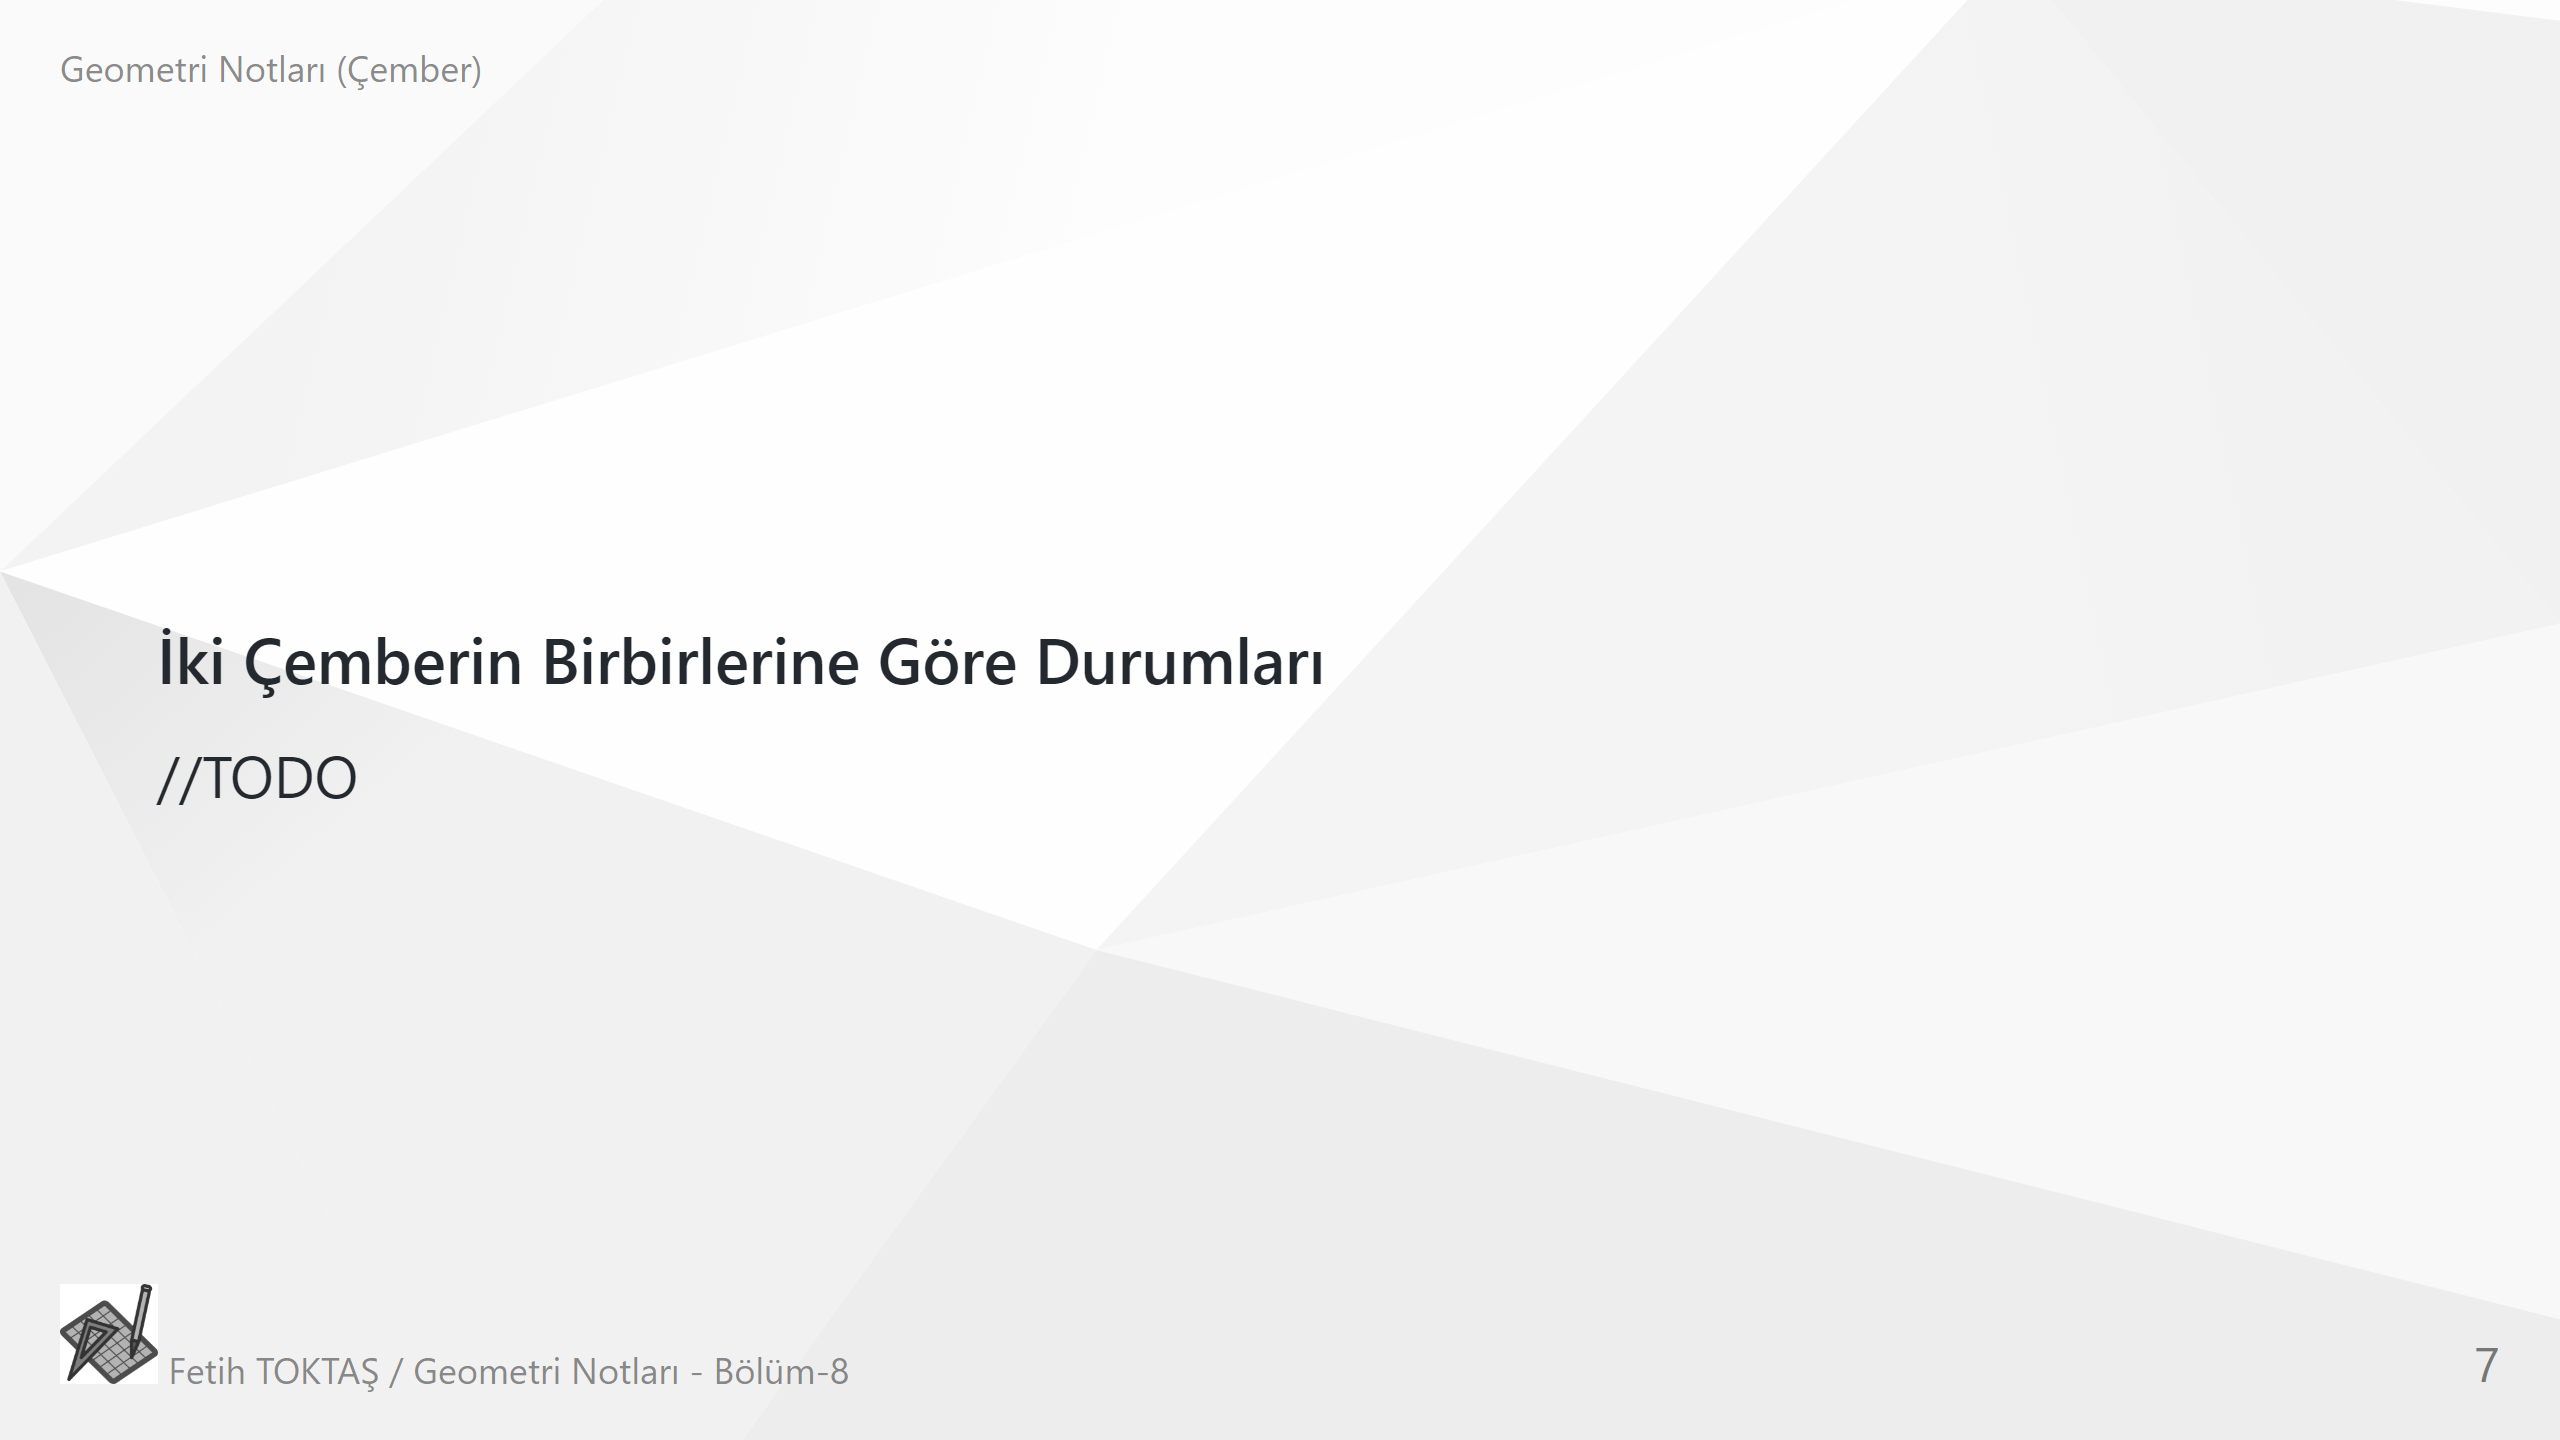 Geometri Notları (Çember)
İki Çemberin Birbirlerine Göre Durumları
//TODO
Fetih TOKTAŞ / Geometri Notları - Bölüm-8
7